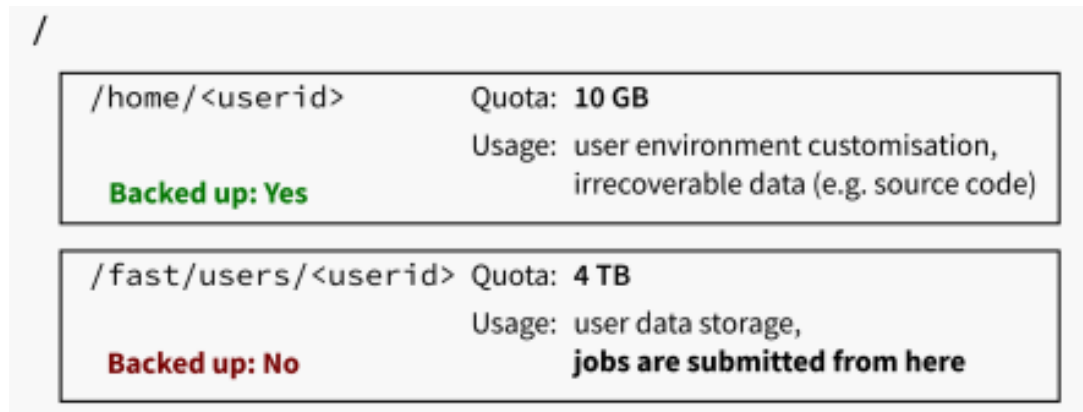 /
/home/<userid> Quota: 10 GB
Usage: user environment customisation,
irrecoverable data (e.g. source code)
Backed up: Yes
/fast/users/<userid> Quota: 4 TB
Usage: user data storage,
jobs are submitted from here
Backed up: No